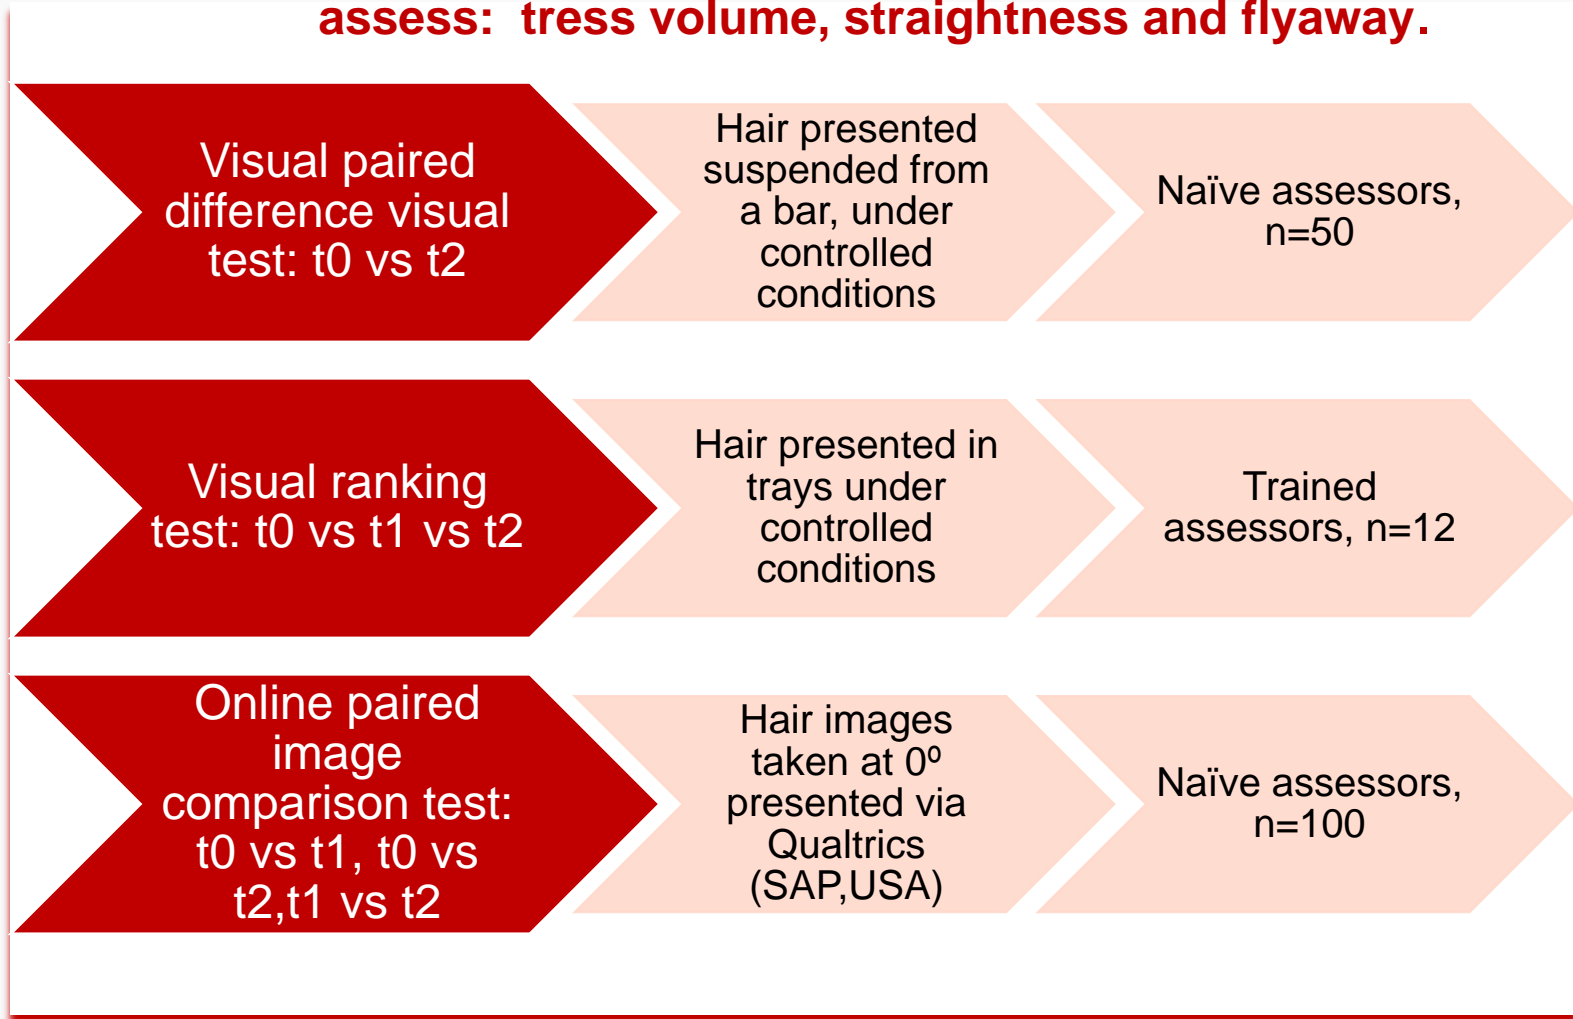 assess: tress volume, straightness and flyaway.
Visual paired
difference visual
test: t0 vs t2
Hair presented
suspended from
a bar, under
controlled
conditions
Naïve assessors,
n=50
Visual ranking
test: t0 vs t1 vs t2
Hair presented in
trays under
controlled
conditions
Trained
assessors, n=12
Online paired
image
comparison test:
t0 vs t1, t0 vs
t2,t1 vs t2
Hair images
taken at 0º
presented via
Qualtrics
(SAP,USA)
Naïve assessors,
n=100